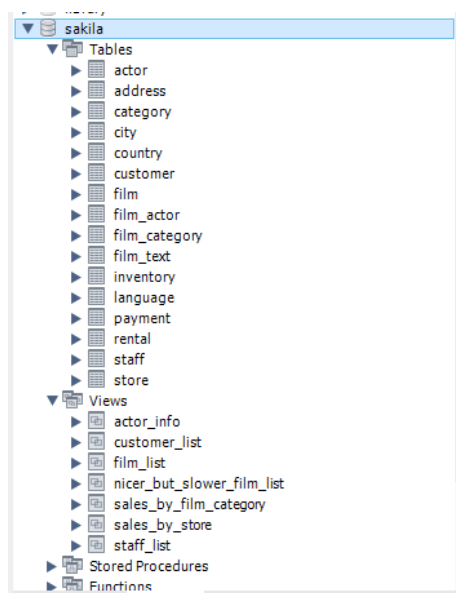 sakila
Tables
actor
address
category
city
country
customer
film
film_actor
film_category
film_text
inventory
language
payment
rental
staff
store
Views
actor_info
customer_list
film_list
nicer_but_slower_film_list
sales_by_film_category
sales_by_store
staff_list
Stored Procedures
Functions